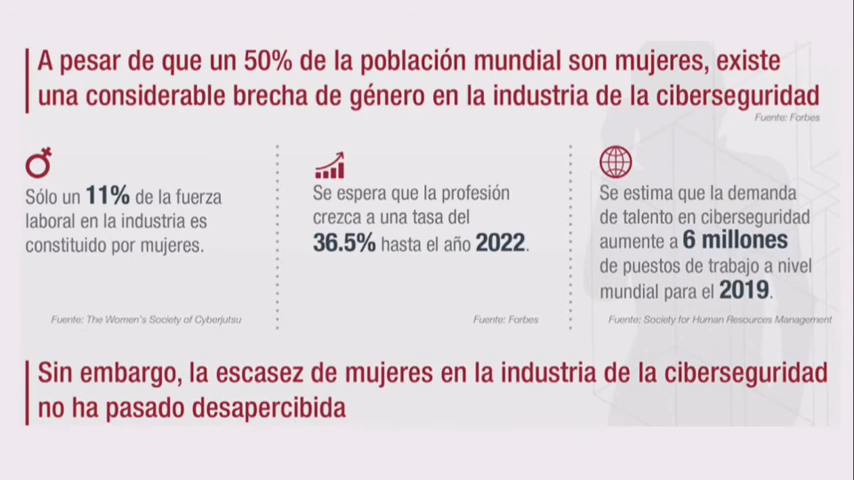 A pesar de que un 50% de la población mundial son mujeres, existe
una considerable brecha de género en la industria de la ciberseguridad
Fuente: Forbes
Sólo un 11% de la fuerza
laboral en la industria es
constituido por mujeres.
Fuente: The Women's Society of Cyberjutsu
Se espera que la profesión
crezca a una tasa del
36.5% hasta el año 2022.
Fuente: Forbes
Se estima que la demanda
de talento en ciberseguridad
aumente a 6 millones
de puestos de trabajo a nivel
mundial para el 2019.
Fuente: Society for Human Resources Management
Sin embargo, la escasez de mujeres en la industria de la ciberseguridad
no ha pasado desapercibida